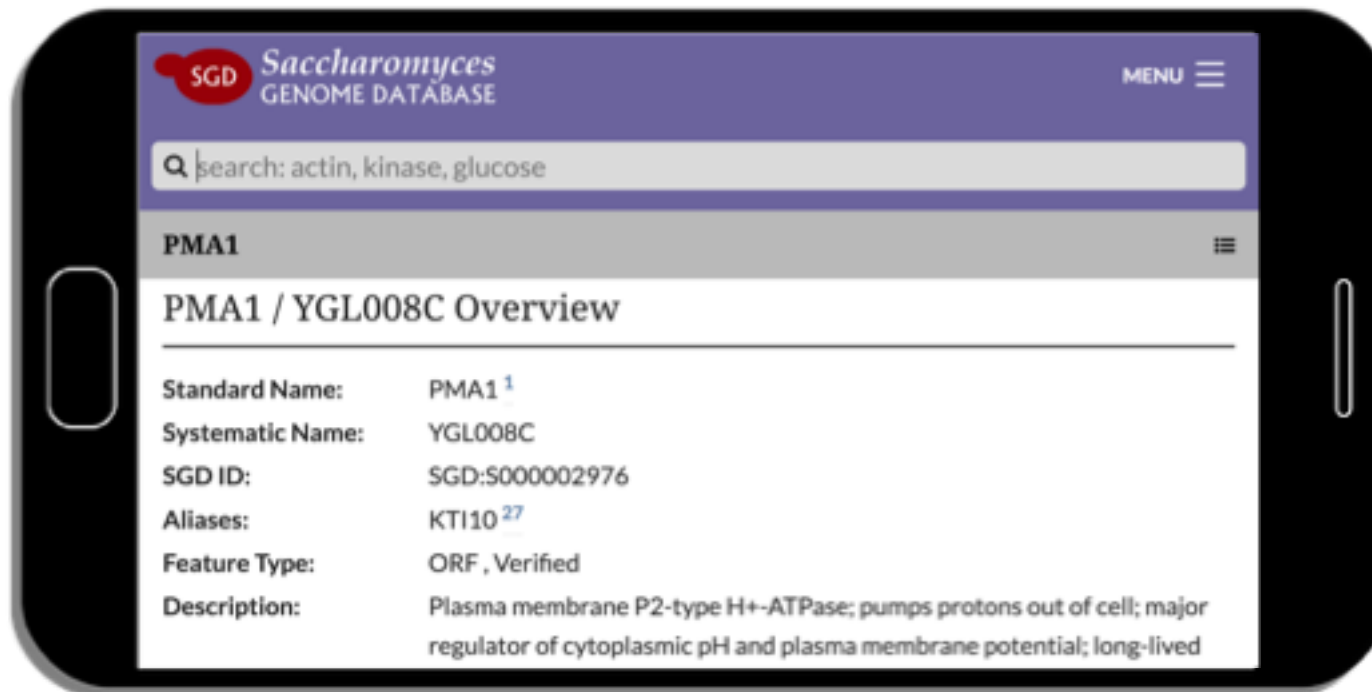 SGD
Saccharomyces
GENOME DATABASE
MENU
search: actin, kinase, glucose
PMA1
PMA1 / YGL008C Overview
Standard Name: PMA1 1
Systematic Name: YGL008C
SGD ID: SGD:S000002976
Aliases: KTI10 27
Feature Type: ORF , Verified
Description: Plasma membrane P2-type H+-ATPase; pumps protons out of cell; major
regulator of cytoplasmic pH and plasma membrane potential; long-lived